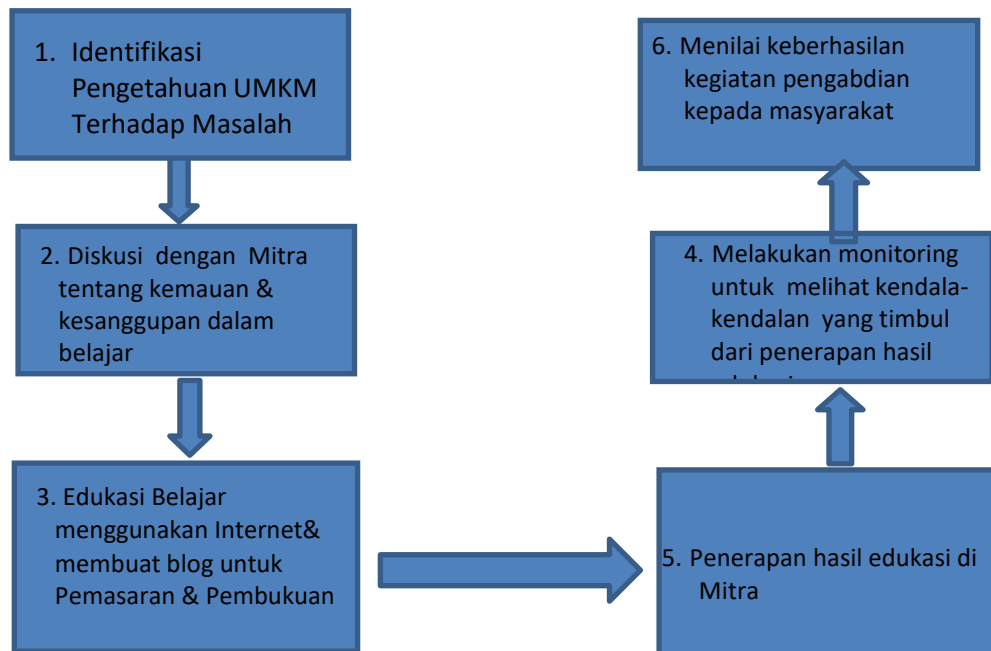 1. Identifikasi
Pengetahuan UMKM
Terhadap Masalah
2. Diskusi dengan Mitra
tentang kemauan &
kesanggupan dalam
belajar
3. Edukasi Belajar
menggunakan Internet&
membuat blog untuk
Pemasaran & Pembukuan
6. Menilai keberhasilan
kegiatan pengabdian
kepada masyarakat
4. Melakukan monitoring
untuk melihat kendala-
kendalan yang timbul
dari penerapan hasil
5. Penerapan hasil edukasi di
Mitra